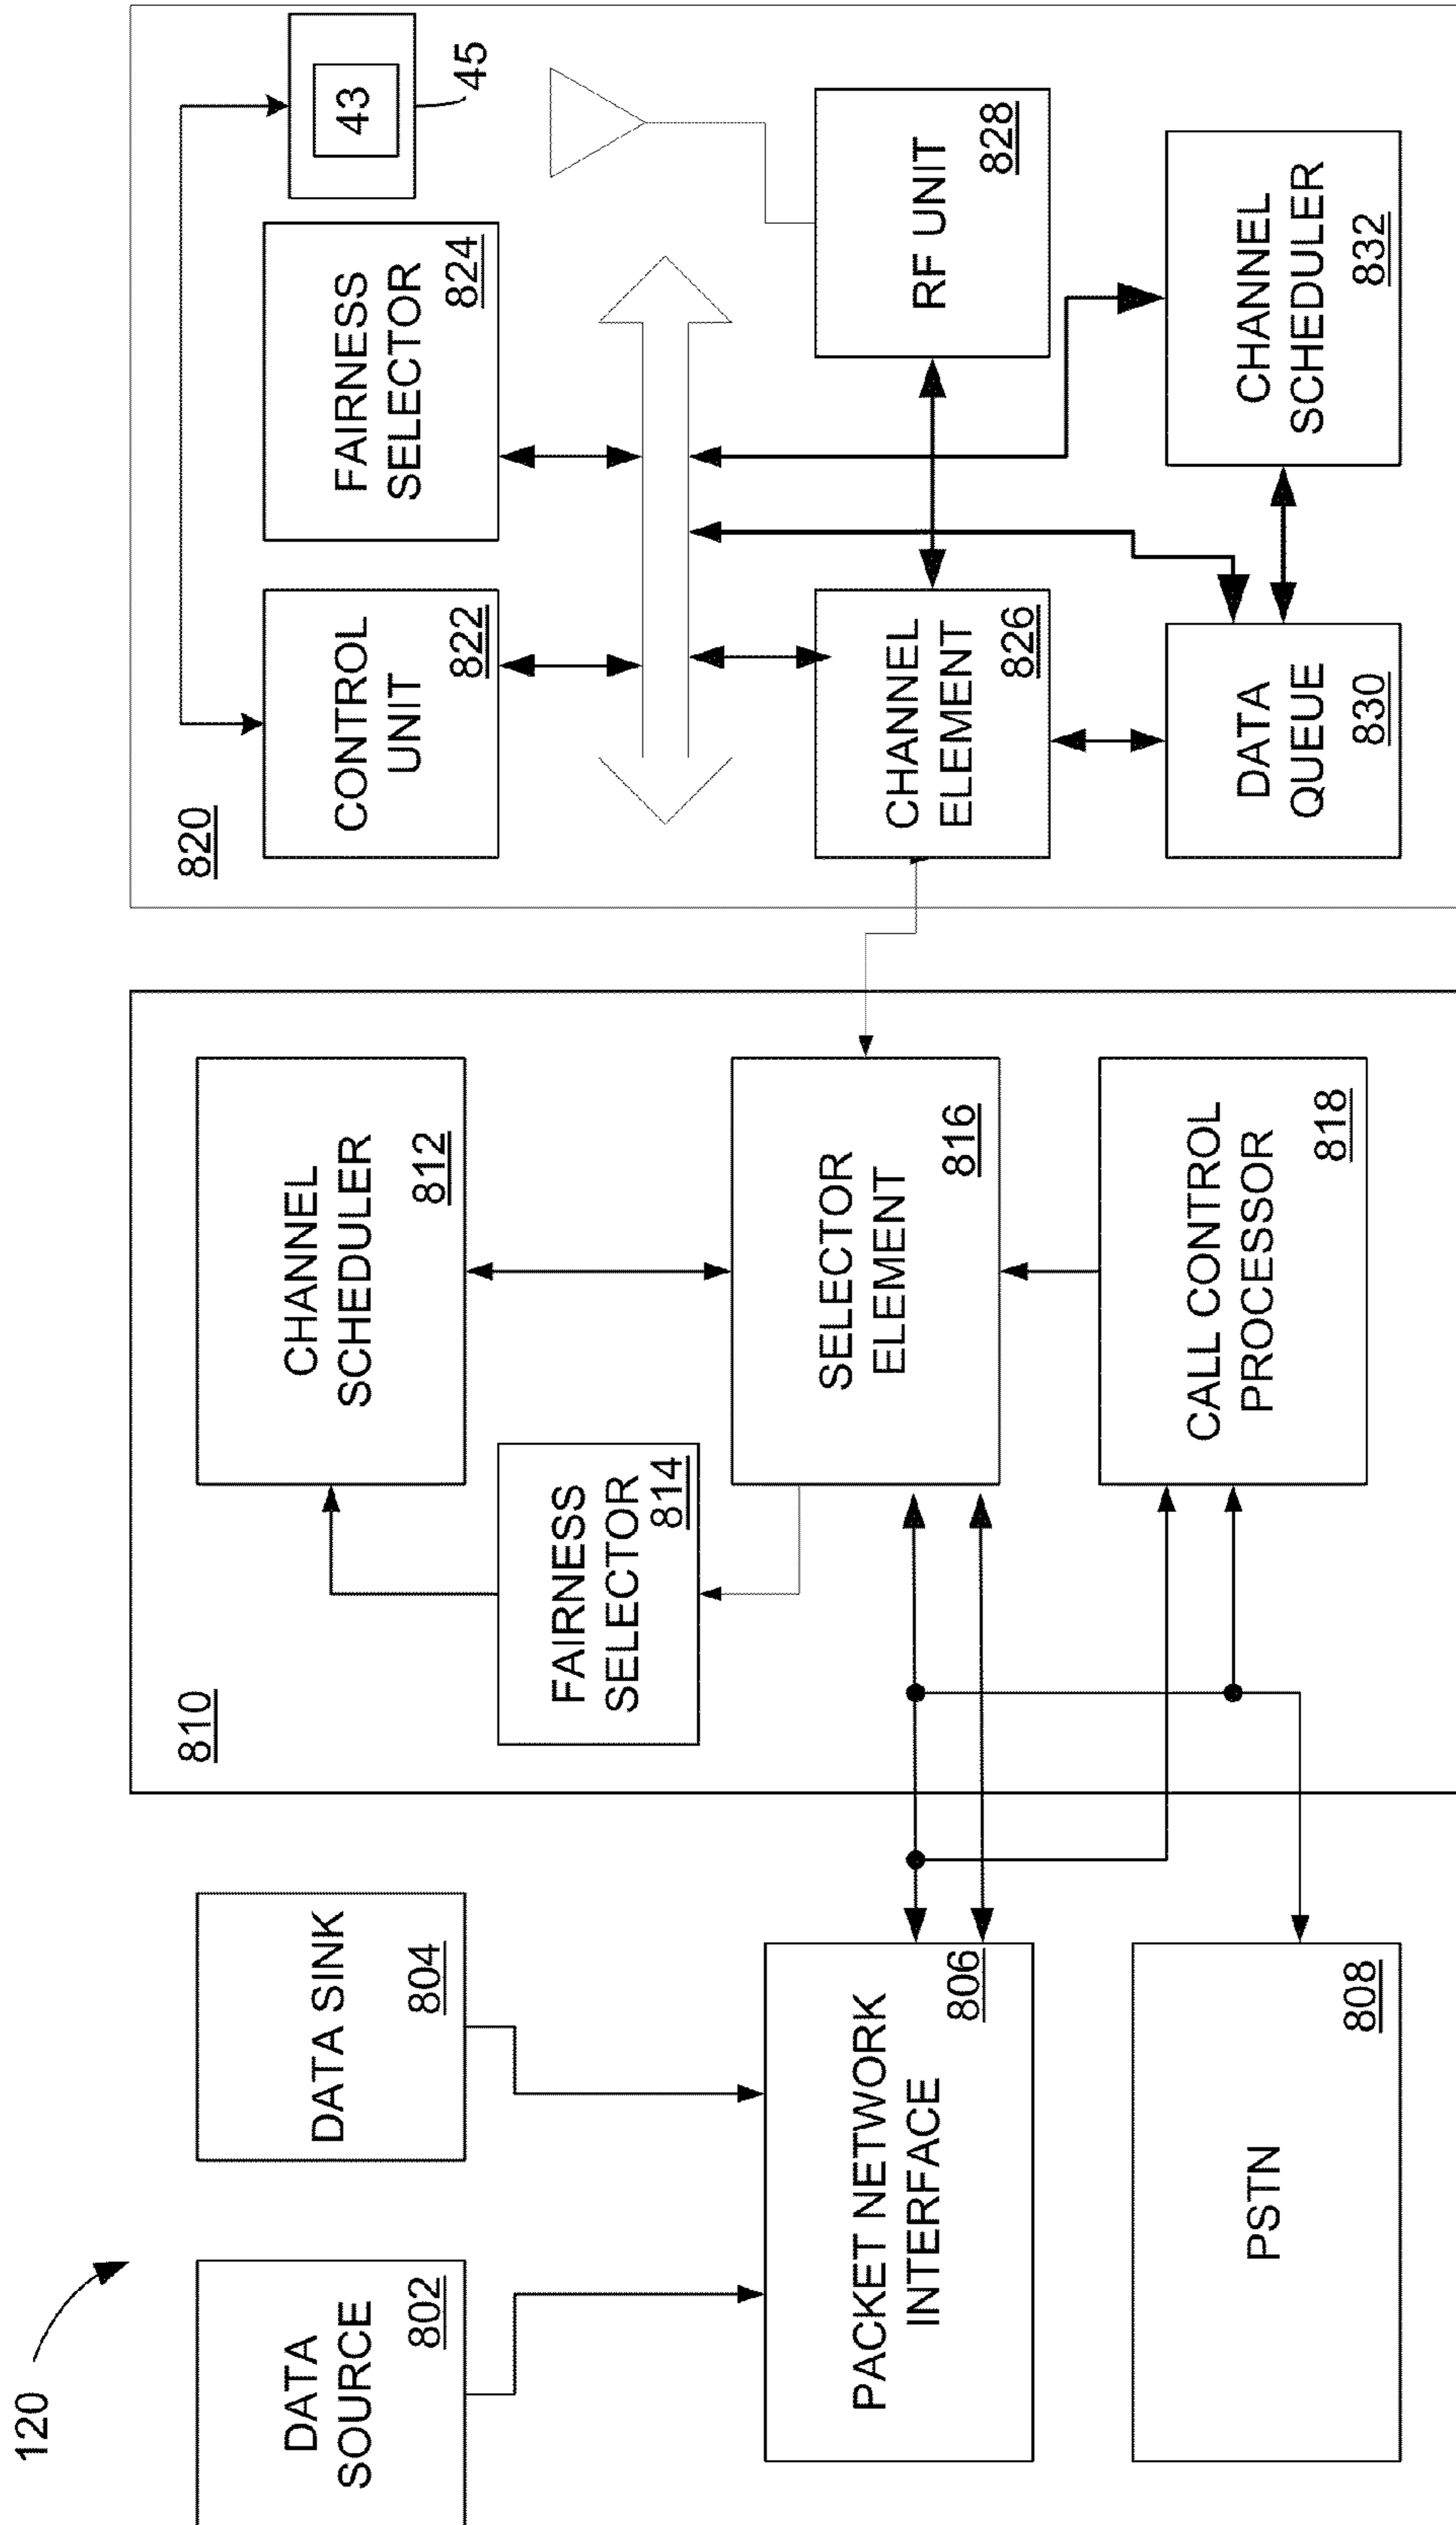 120
DATA
SOURCE
802
DATA SINK
804
PACKET NETWORK
INTERFACE
806
PSTN
808
810
CHANNEL
SCHEDULER
812
FAIRNESS
SELECTOR
814
SELECTOR
ELEMENT
816
CALL CONTROL
PROCESSOR
818
820
CONTROL
UNIT
822
FAIRNESS
SELECTOR
824
43
45
CHANNEL
ELEMENT
826
RF UNIT
828
DATA
QUEUE
830
CHANNEL
SCHEDULER
832